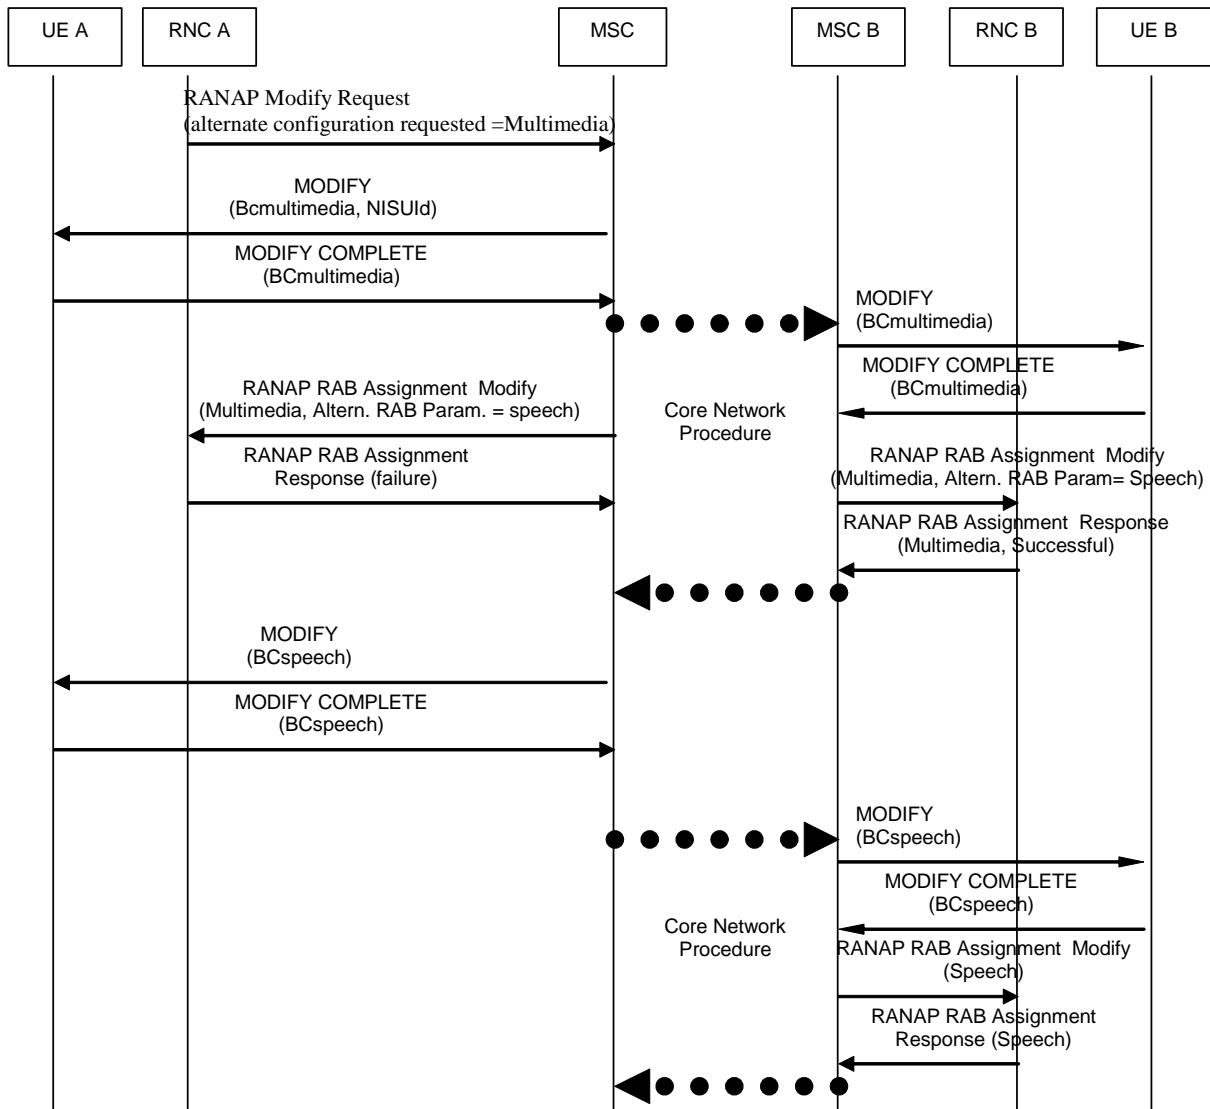 UE A
RNC A
MSC
MSC B
RNC B
UE B
RANAP Modify Request
(alternate configuration requested =Multimedia)
MODIFY
(Bcmultimedia, NISUId)
MODIFY COMPLETE
(BCmultimedia)
MODIFY
(BCmultimedia)
MODIFY COMPLETE
(BCmultimedia)
RANAP RAB Assignment Modify
(Multimedia, Altern. RAB Param. = speech)
Core Network
Procedure
RANAP RAB Assignment
Response (failure)
RANAP RAB Assignment Modify
(Multimedia, Altern. RAB Param= Speech)
RANAP RAB Assignment Response
(Multimedia, Successful)
MODIFY
(BCspeech)
MODIFY COMPLETE
(BCspeech)
MODIFY
(BCspeech)
MODIFY COMPLETE
(BCspeech)
Core Network
Procedure
RANAP RAB Assignment Modify
(Speech)
RANAP RAB Assignment
Response (Speech)